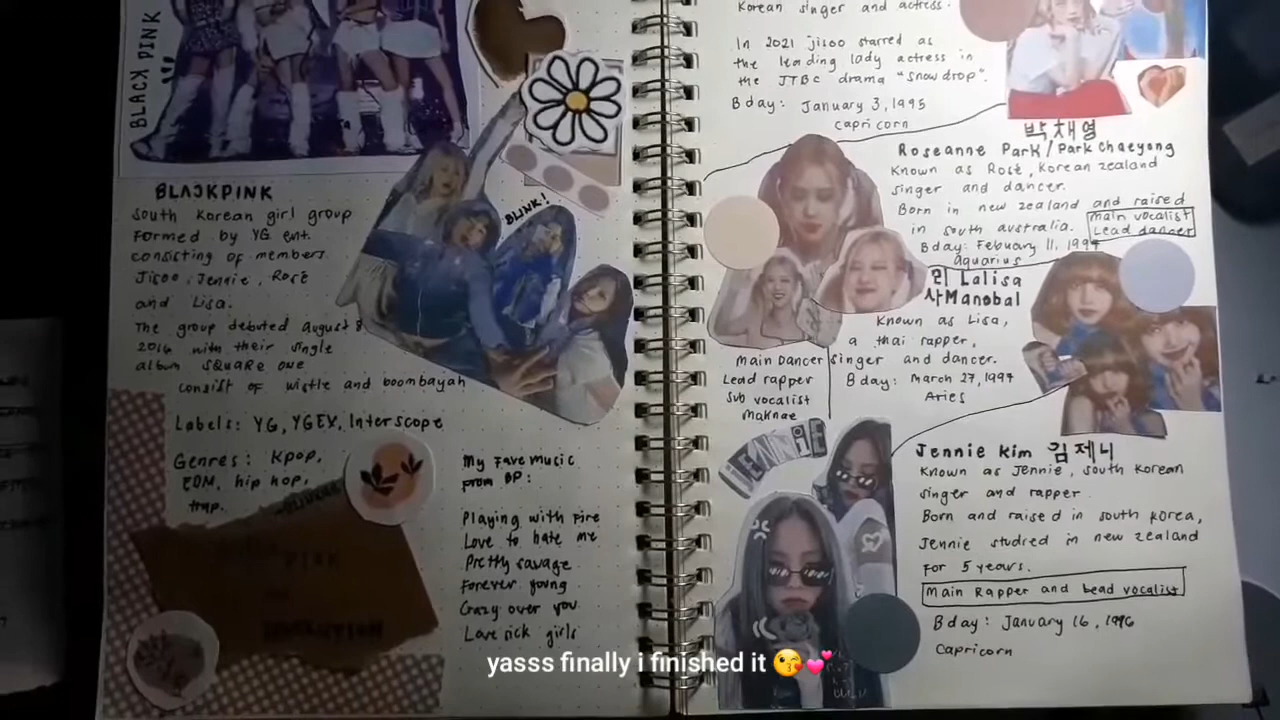 BLACK PINK
BLINK!
BLACKPINK
South Korean girl group
Formed by YG ent.
consisting of members
Jisoo, Jennie, Rosé
and Lisa.
The group debuted august 8
2016 with their single
album SQUARE ONE
consist of wistle and boombayah
Labels: YG, YGEX, Interscope
Genres: Kpop,
EDM, hip hop,
trap.
My Fave music
from BP:
Playing with Fire
Love to hate me
Pretty savage
Forever young
Crazy over you
Lovesick girls
Korean singer and actress.
In 2021 jisoo starred as
the leading lady actress in
the JTBC drama "snowdrop".
Bday: January 3, 1995
capricorn
박채영
Roseanne Park/Park Chaeyong
Known as Rosé, Korean zealand
singer and dancer.
Born in new zealand and raised
in south australia.
main vocalist
Lead dancer
Bday: Febuary 11, 1997
aquarius
리 Lalisa
사 Manobal
Known as Lisa,
a thai rapper,
singer and dancer.
Bday: March 27, 1997
Aries
Main Dancer
Lead rapper
Sub vocalist
Maknae
JENNIE
Jennie Kim 김제니
Known as Jennie, south Korean
singer and rapper.
Born and raised in south korea,
Jennie studred in new zealand
for 5 years.
Main Rapper and Lead vocalist
Bday: January 16, 1996
Capricorn
yasss finally i finished it 😘💕